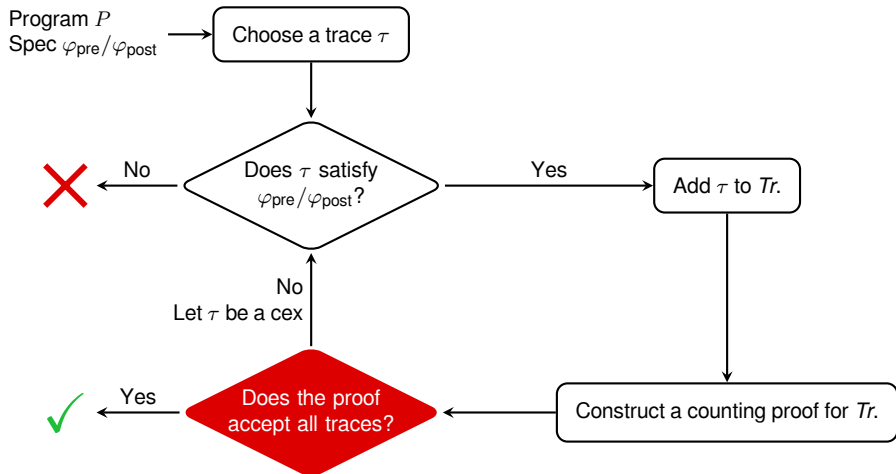 Program P
Spec φpre/φpost
Choose a trace τ
No
Does τ satisfy
φpre/φpost?
Yes
Add τ to Tr.
No
Let τ be a cex
Yes
Does the proof
accept all traces?
Construct a counting proof for Tr.